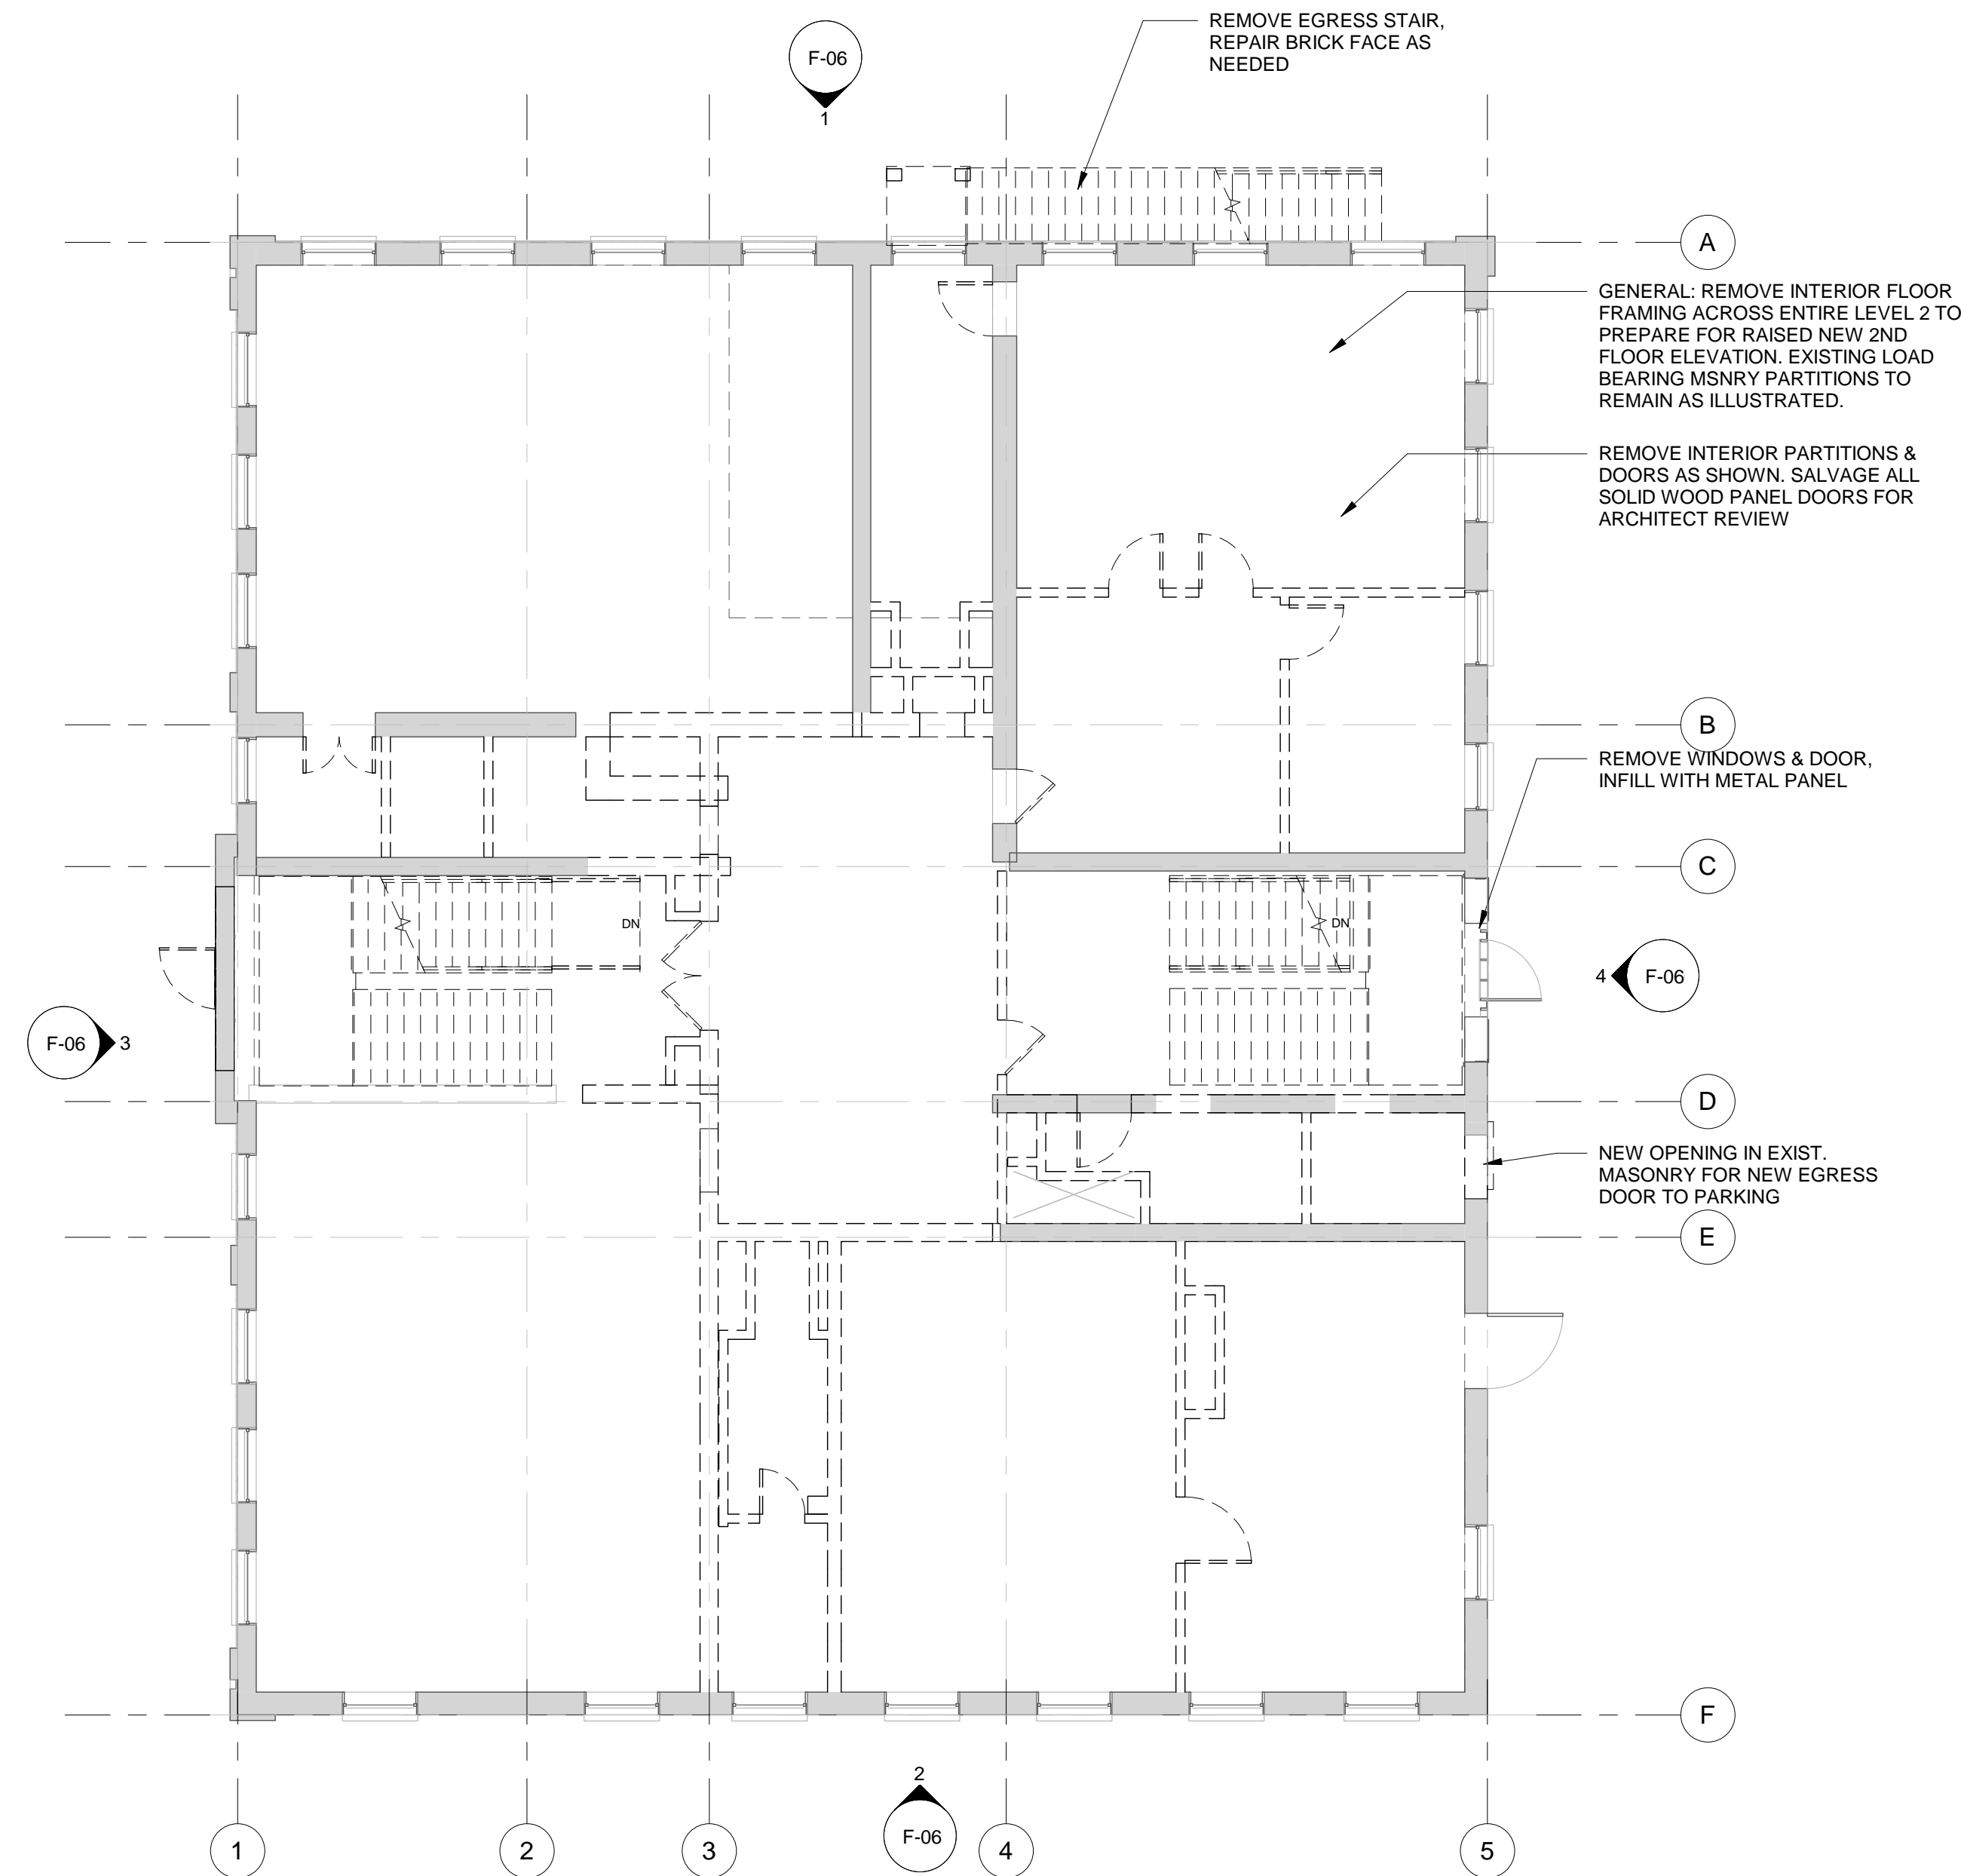 REMOVE EGRESS STAIR,
REPAIR BRICK FACE AS
NEEDED
F-06
1
A
GENERAL: REMOVE INTERIOR FLOOR
FRAMING ACROSS ENTIRE LEVEL 2 TO
PREPARE FOR RAISED NEW 2ND
FLOOR ELEVATION. EXISTING LOAD
BEARING MSNRY PARTITIONS TO
REMAIN AS ILLUSTRATED.
REMOVE INTERIOR PARTITIONS &
DOORS AS SHOWN. SALVAGE ALL
SOLID WOOD PANEL DOORS FOR
ARCHITECT REVIEW
B
REMOVE WINDOWS & DOOR,
INFILL WITH METAL PANEL
C
DN
DN
4
F-06
F-06
3
D
NEW OPENING IN EXIST.
MASONRY FOR NEW EGRESS
DOOR TO PARKING
E
F
2
F-06
1
2
3
4
5